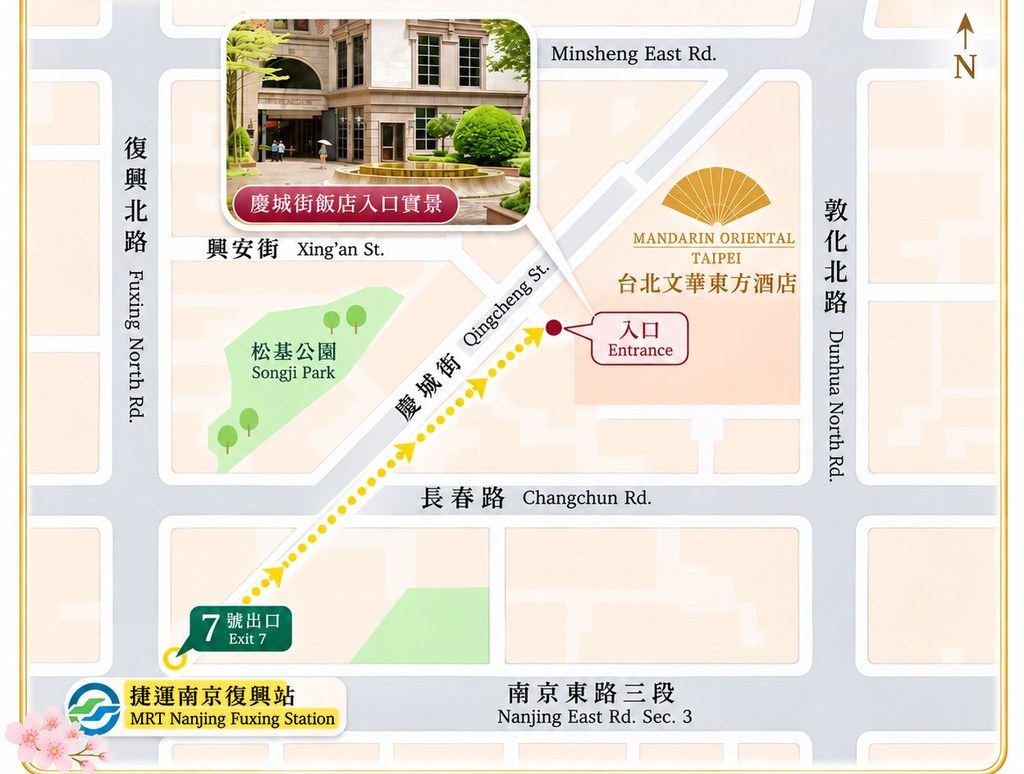 Minsheng East Rd.
N
慶城街飯店入口實景
復興北路 Fuxing North Rd.
興安街 Xing'an St.
敦化北路 Dunhua North Rd.
MANDARIN ORIENTAL
TAIPEI
台北文華東方酒店
慶城街 Qingcheng St.
入口
Entrance
松基公園
Songji Park
長春路 Changchun Rd.
7 號出口
Exit 7
捷運南京復興站
MRT Nanjing Fuxing Station
南京東路三段
Nanjing East Rd. Sec. 3